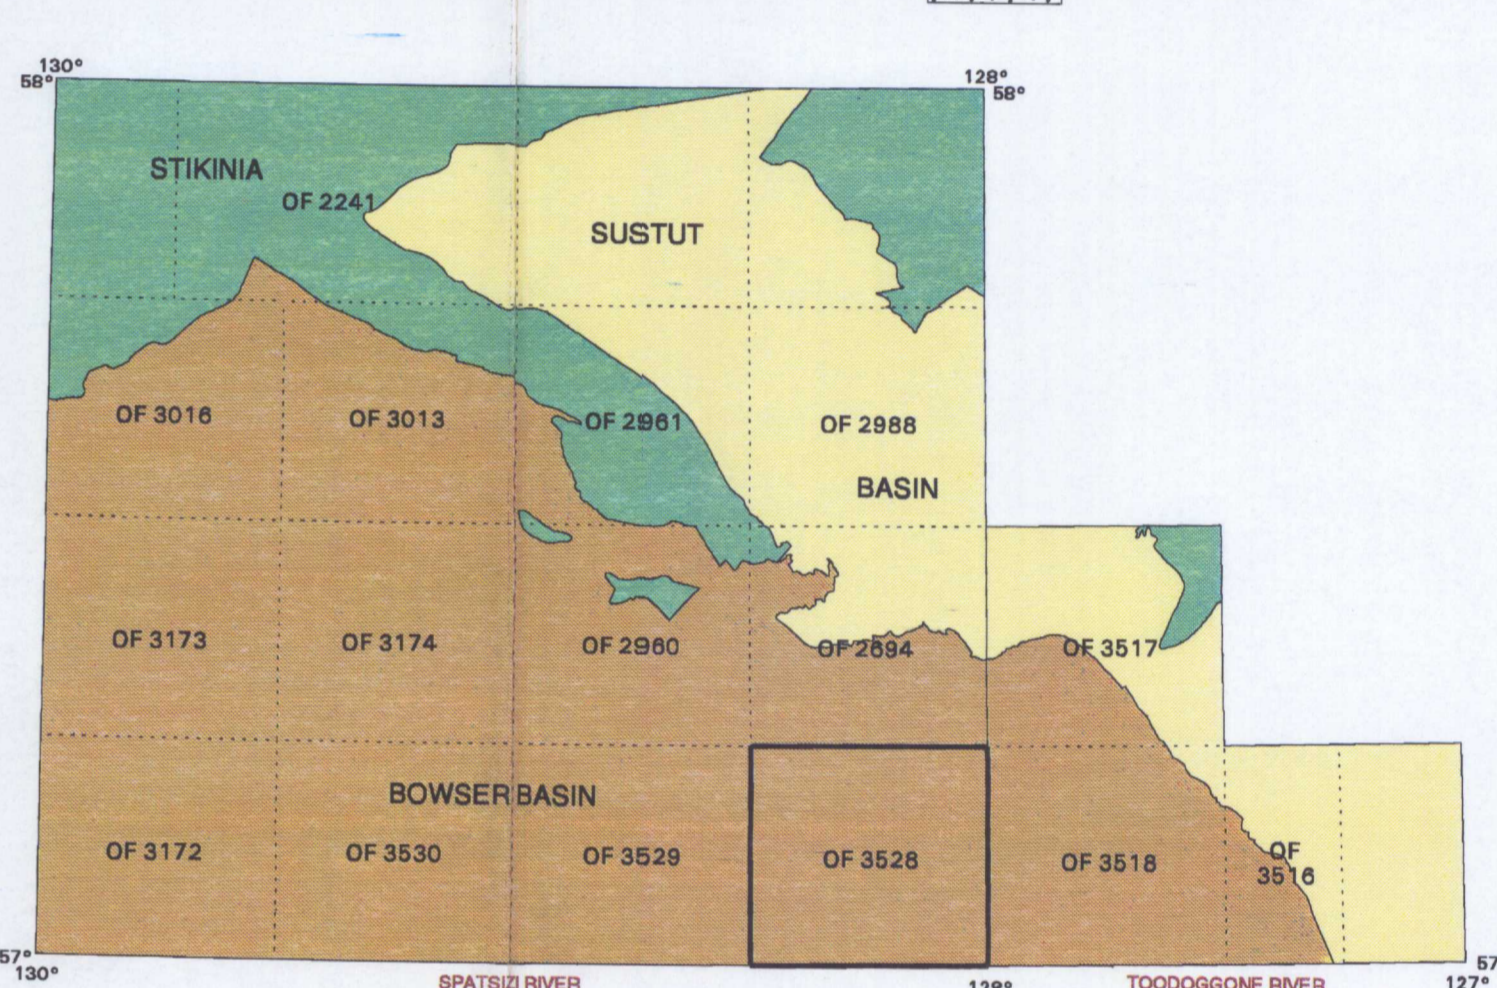 130°
58°
128°
58°
STIKINIA
OF 2241
SUSTUT
OF 3016
OF 3013
OF 2961
OF 2988
BASIN
OF 3173
OF 3174
OF 2960
OF 2694
OF 3517
BOWSER BASIN
OF 3172
OF 3530
OF 3529
OF 3528
OF 3518
OF
3516
57°
130°
SPATSIZI RIVER
128°
TOODOGGONE RIVER
57
127°